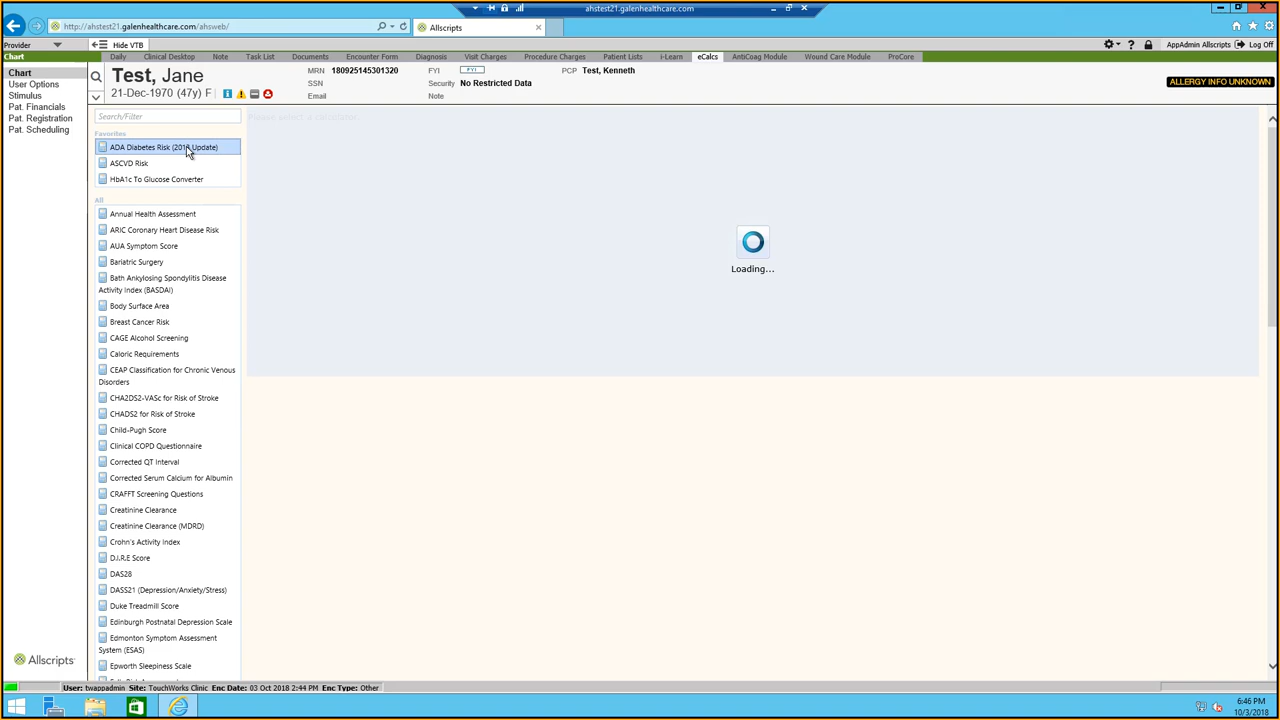 ahstest21.galenhealthcare.com
http://ahstest21.galenhealthcare.com/ahsweb/
Allscripts
Provider
Hide VTB
AppAdmin Allscripts Log Off
Chart
Daily Clinical Desktop Note Task List Documents Encounter Form Diagnosis Visit Charges Procedure Charges Patient Lists i-Learn eCalcs AntiCoag Module Wound Care Module ProCore
Chart
User Options
Stimulus
Pat. Financials
Pat. Registration
Pat. Scheduling
Test, Jane
21-Dec-1970 (47y) F
MRN 180925145301320
SSN
Email
FYI FYI
Security No Restricted Data
Note
PCP Test, Kenneth
ALLERGY INFO UNKNOWN
Search/Filter
Please select a calculator.
Favorites
ADA Diabetes Risk (2018 Update)
ASCVD Risk
HbA1c To Glucose Converter
All
Annual Health Assessment
ARIC Coronary Heart Disease Risk
AUA Symptom Score
Bariatric Surgery
Bath Ankylosing Spondylitis Disease
Activity Index (BASDAI)
Body Surface Area
Breast Cancer Risk
CAGE Alcohol Screening
Caloric Requirements
CEAP Classification for Chronic Venous
Disorders
CHA2DS2-VASc for Risk of Stroke
CHADS2 for Risk of Stroke
Child-Pugh Score
Clinical COPD Questionnaire
Corrected QT Interval
Corrected Serum Calcium for Albumin
CRAFFT Screening Questions
Creatinine Clearance
Creatinine Clearance (MDRD)
Crohn's Activity Index
D.I.R.E Score
DAS28
DASS21 (Depression/Anxiety/Stress)
Duke Treadmill Score
Edinburgh Postnatal Depression Scale
Edmonton Symptom Assessment
System (ESAS)
Epworth Sleepiness Scale
Loading...
Allscripts
User: twappadmin Site: TouchWorks Clinic Enc Date: 03 Oct 2018 2:44 PM Enc Type: Other
6:46 PM
10/3/2018